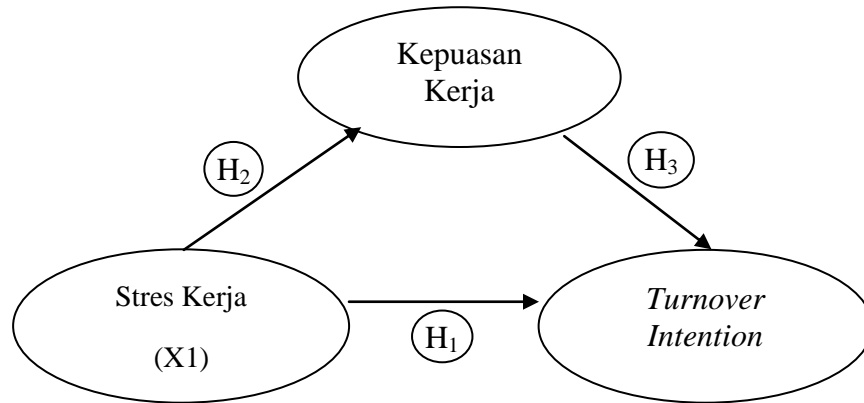 Kepuasan
Kerja
H₂
H₃
Stres Kerja
(X1)
H₁
Turnover
Intention